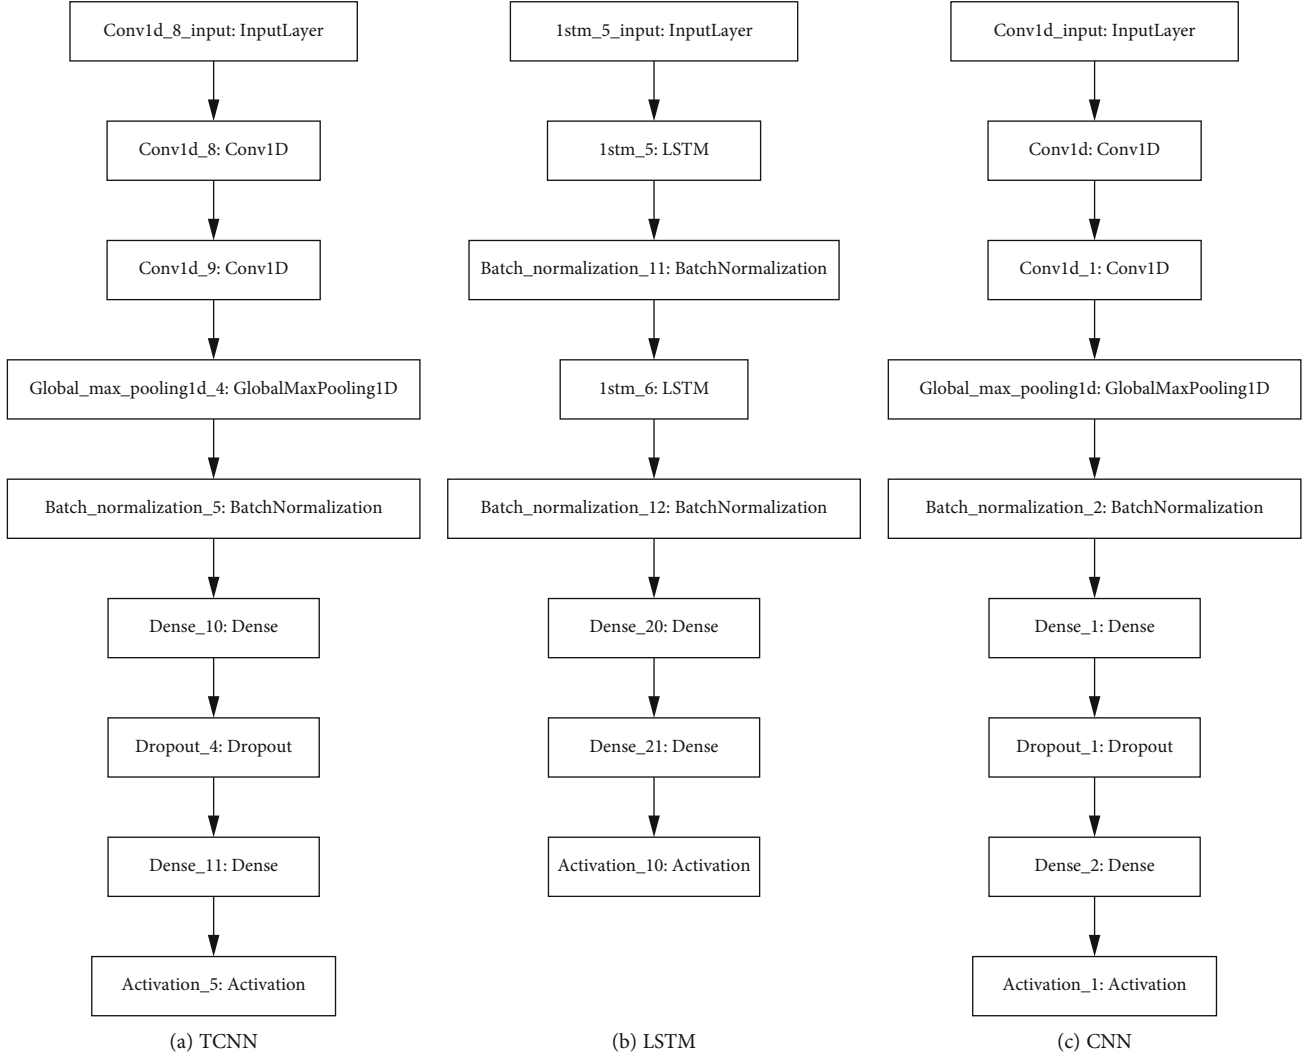 Conv1d_8_input: InputLayer
Conv1d_8: Conv1D
Conv1d_9: Conv1D
Global_max_pooling1d_4: GlobalMaxPooling1D
Batch_normalization_5: BatchNormalization
Dense_10: Dense
Dropout_4: Dropout
Dense_11: Dense
Activation_5: Activation
(a) TCNN
1stm_5_input: InputLayer
1stm_5: LSTM
Batch_normalization_11: BatchNormalization
1stm_6: LSTM
Batch_normalization_12: BatchNormalization
Dense_20: Dense
Dense_21: Dense
Activation_10: Activation
(b) LSTM
Conv1d_input: InputLayer
Conv1d: Conv1D
Conv1d_1: Conv1D
Global_max_pooling1d: GlobalMaxPooling1D
Batch_normalization_2: BatchNormalization
Dense_1: Dense
Dropout_1: Dropout
Dense_2: Dense
Activation_1: Activation
(c) CNN